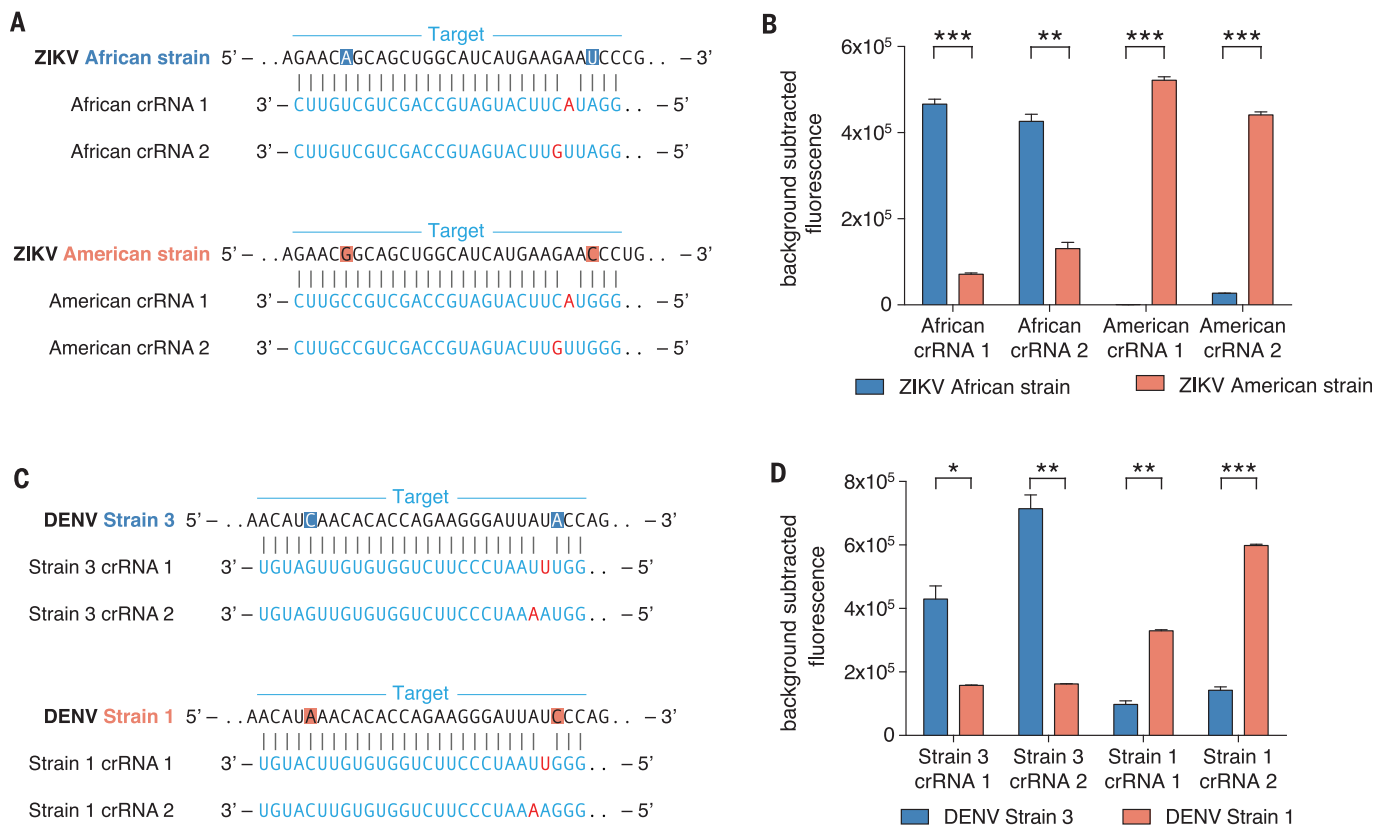 A
Target
ZIKV African strain 5’ – . . AGAACAGCAGCUGGCAUCAUGAAGAAUCCCG. . – 3’
African crRNA 1 3’ – CUUGUCGUCGACCGUAGUACUUCAUAGG. . – 5’
African crRNA 2 3’ – CUUGUCGUCGACCGUAGUACUUGUUAGG. . – 5’
Target
ZIKV American strain 5’ – . . AGAACGGCAGCUGGCAUCAUGAAGAACCCUG. . – 3’
American crRNA 1 3’ – CUUGCCGUCGACCGUAGUACUUCAUGGG. . – 5’
American crRNA 2 3’ – CUUGCCGUCGACCGUAGUACUUGUUGGG. . – 5’
B
background subtracted
fluorescence
6x10⁵
4x10⁵
2x10⁵
0
*** ** *** ***
African
crRNA 1
African
crRNA 2
American
crRNA 1
American
crRNA 2
ZIKV African strain
ZIKV American strain
C
Target
DENV Strain 3 5’ – . . AACAUCAACACACCAGAAGGGAUUAUACCAG. . – 3’
Strain 3 crRNA 1 3’ – UGUAGUUGUGUGGUCUUCCCUAAUUUGG. . – 5’
Strain 3 crRNA 2 3’ – UGUAGUUGUGUGGUCUUCCCUAAAAUGG. . – 5’
Target
DENV Strain 1 5’ – . . AACAUAAACACACCAGAAGGGAUUAUCCCAG. . – 3’
Strain 1 crRNA 1 3’ – UGUACUUGUGUGGUCUUCCCUAAUUGGG. . – 5’
Strain 1 crRNA 2 3’ – UGUACUUGUGUGGUCUUCCCUAAAAGGG. . – 5’
D
background subtracted
fluorescence
8x10⁵
6x10⁵
4x10⁵
2x10⁵
0
* ** ** ***
Strain 3
crRNA 1
Strain 3
crRNA 2
Strain 1
crRNA 1
Strain 1
crRNA 2
DENV Strain 3
DENV Strain 1